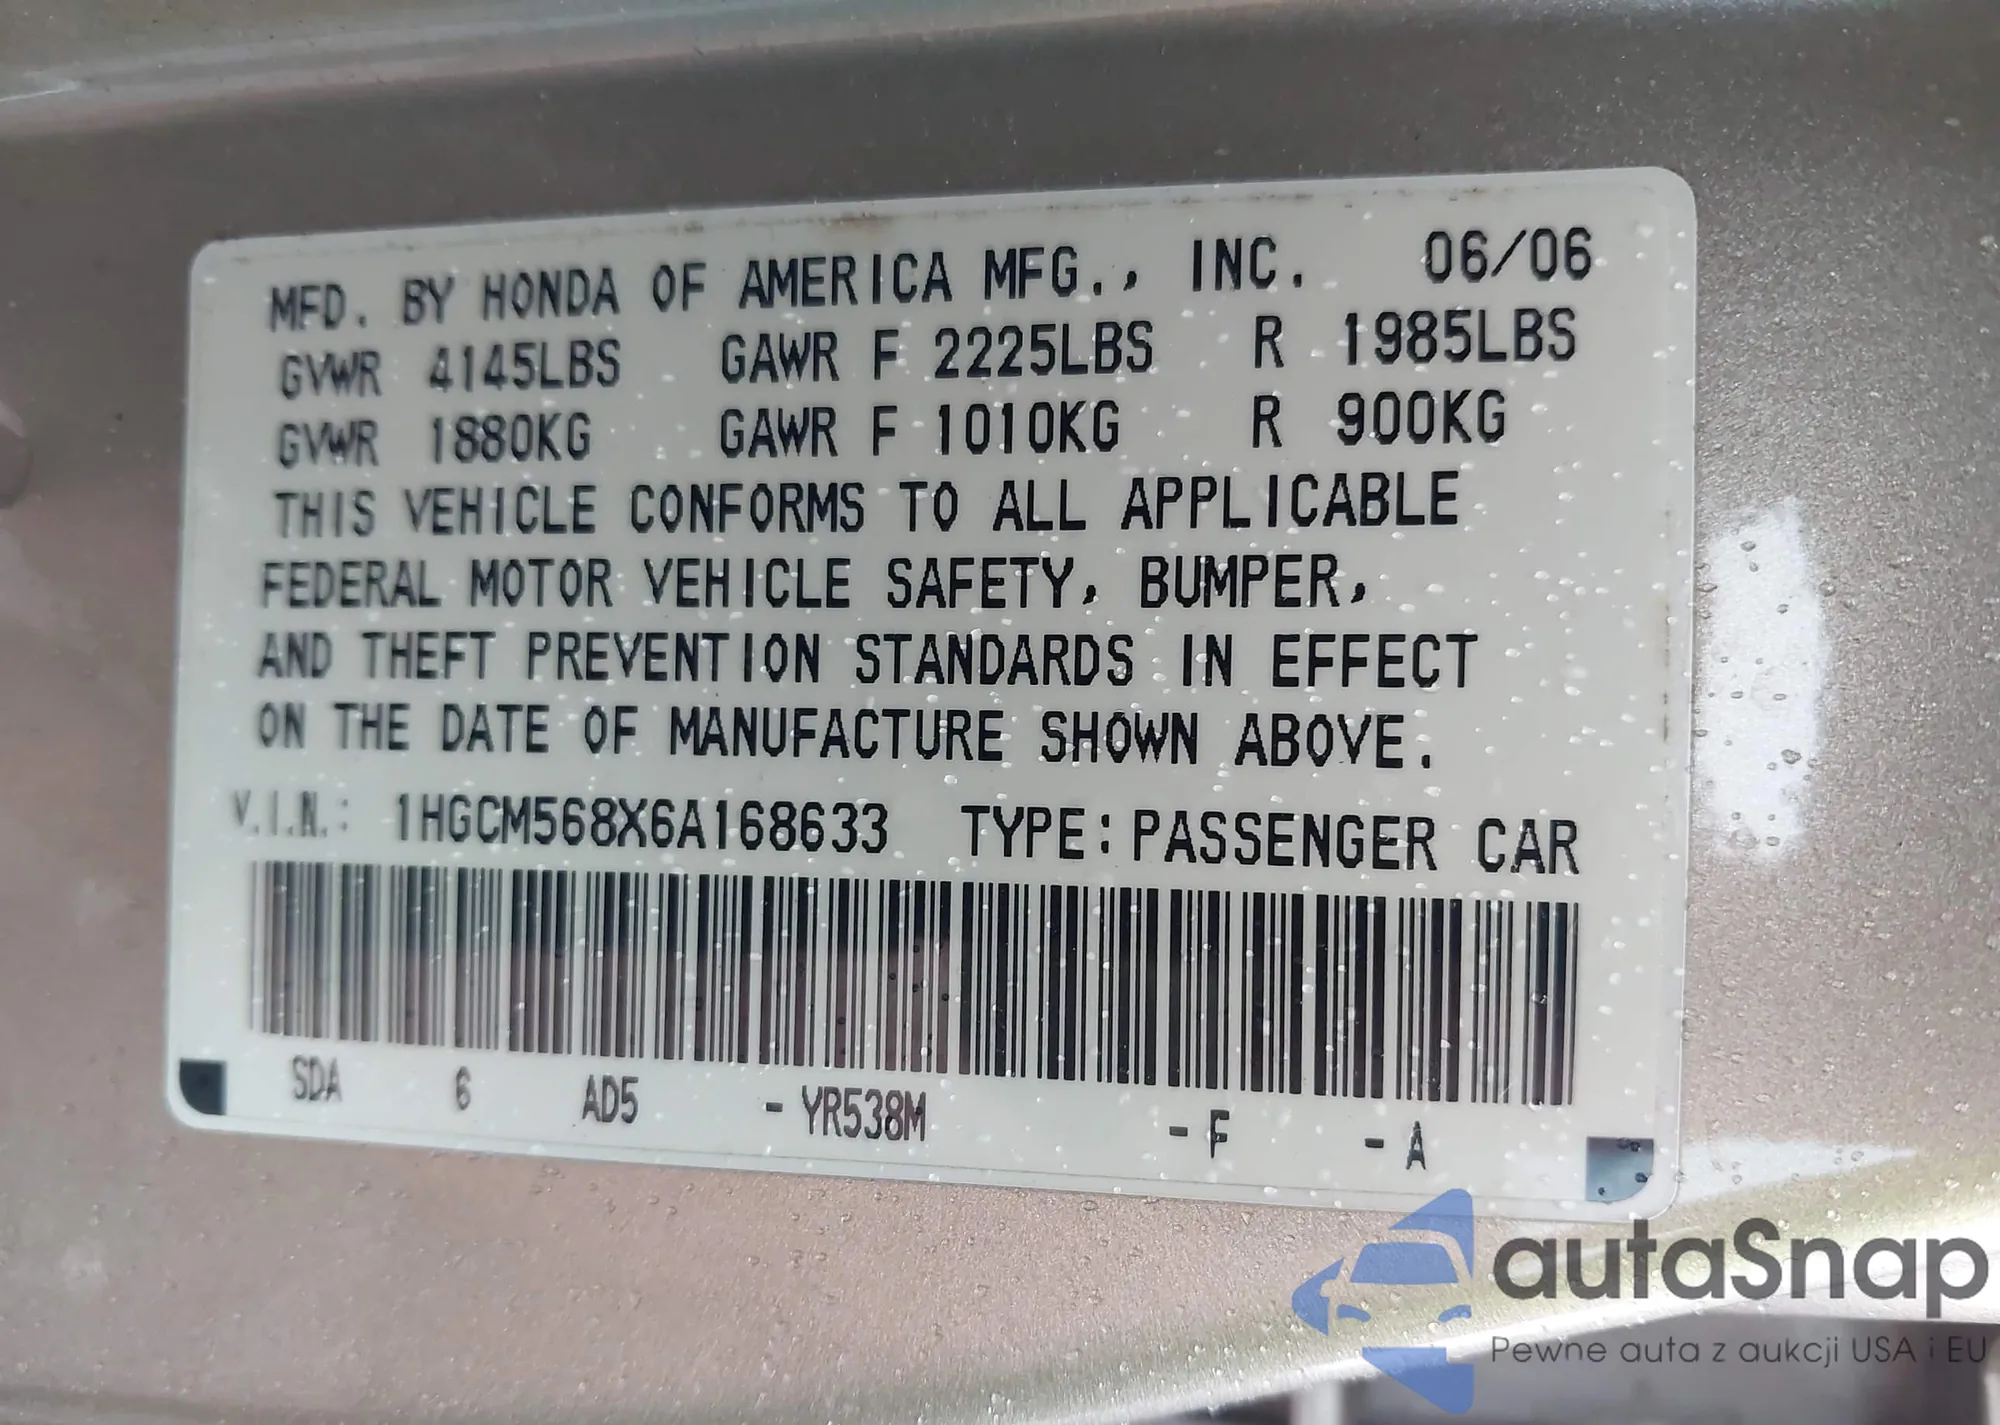 MFD. BY HONDA OF AMERICA MFG., INC. 06/06
GVWR 4145LBS GAWR F 2225LBS R 1985LBS
GVWR 1880KG GAWR F 1010KG R 900KG
THIS VEHICLE CONFORMS TO ALL APPLICABLE
FEDERAL MOTOR VEHICLE SAFETY, BUMPER,
AND THEFT PREVENTION STANDARDS IN EFFECT
ON THE DATE OF MANUFACTURE SHOWN ABOVE.
V.I.N.: 1HGCM568X6A168633 TYPE:PASSENGER CAR
SDA 6 AD5 - YR538M - F - A
autaSnap
Pewne auta z aukcji USA i EU